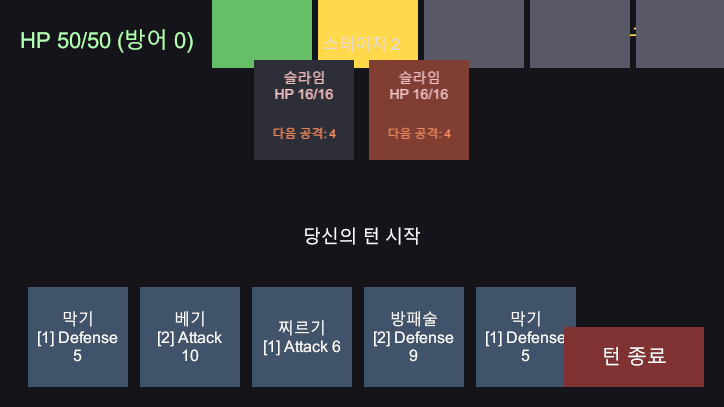 HP 50/50 (방어 0)
스테이지 2
슬라임
HP 16/16
다음 공격: 4
슬라임
HP 16/16
다음 공격: 4
당신의 턴 시작
막기
[1] Defense
5
베기
[2] Attack
10
찌르기
[1] Attack 6
방패술
[2] Defense
9
막기
[1] Defense
5
턴 종료